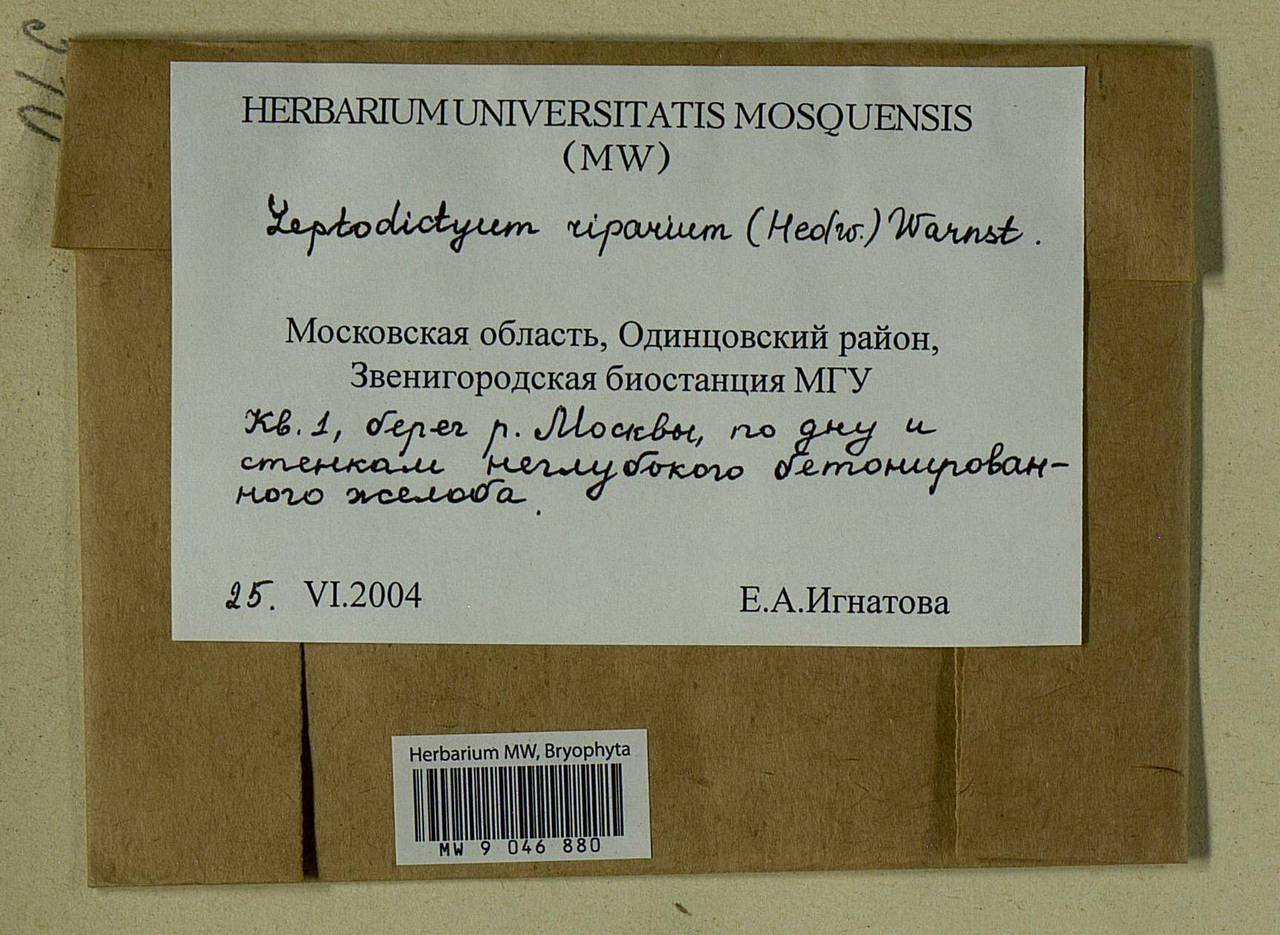 HERBARIUM UNIVERSITATIS MOSQUENSIS
(MW)
Leptodictyum riparium (Hedw.) Warnst.
Московская область, Одинцовский район,
Звенигородская биостанция МГУ
Кв. 1, берег р. Москвы, по дну и
стенкам неглубокого бетонирован-
ного желоба.
25. VI.2004 Е.А.Игнатова
Herbarium MW, Bryophyta
MW 9 046 880